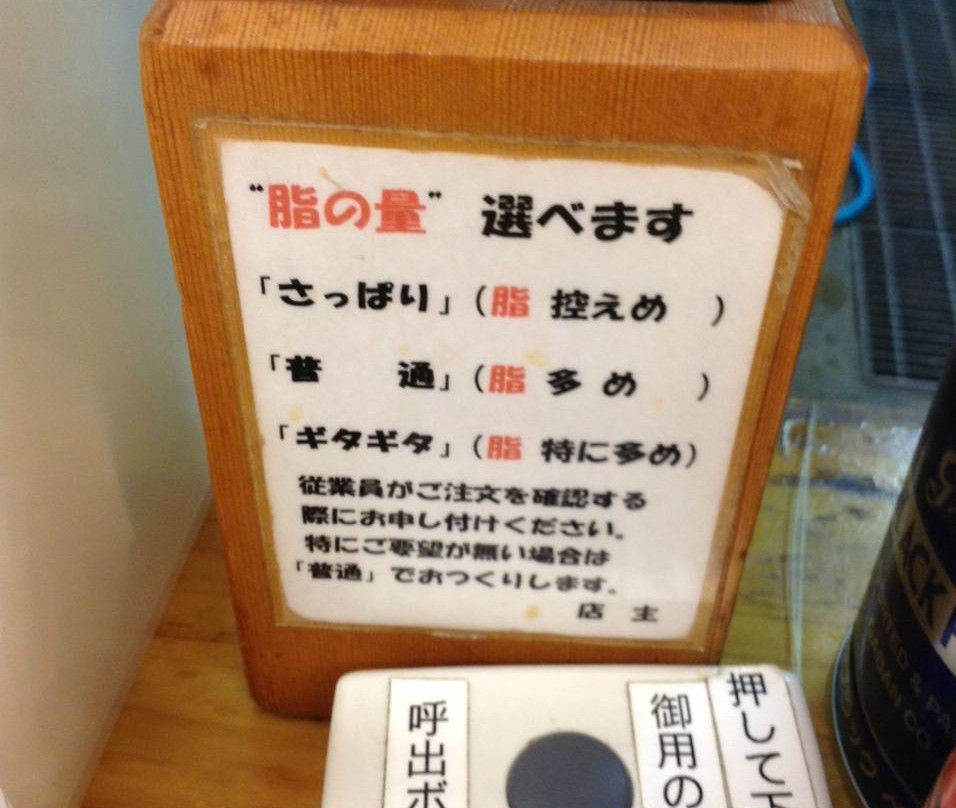 "脂の量" 選べます
「さっぱり」(脂 控えめ )
「普 通」(脂 多 め )
「ギタギタ」(脂 特に多め)
従業員がご注文を確認する
際にお申し付けください。
特にご要望が無い場合は
「普通」でおつくりします。
店 主
呼出ボ
御用の
押して下